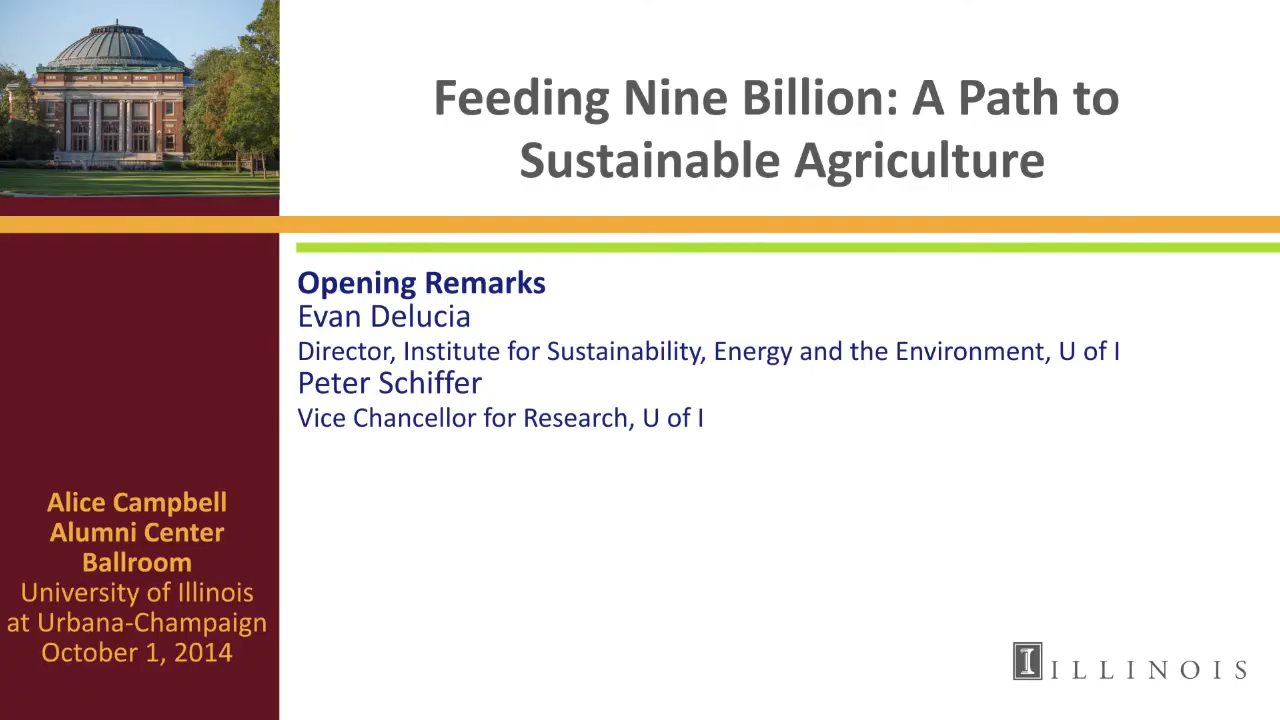 Feeding Nine Billion: A Path to
Sustainable Agriculture
Opening Remarks
Evan Delucia
Director, Institute for Sustainability, Energy and the Environment, U of I
Peter Schiffer
Vice Chancellor for Research, U of I
Alice Campbell
Alumni Center
Ballroom
University of Illinois
at Urbana-Champaign
October 1, 2014
I ILLINOIS